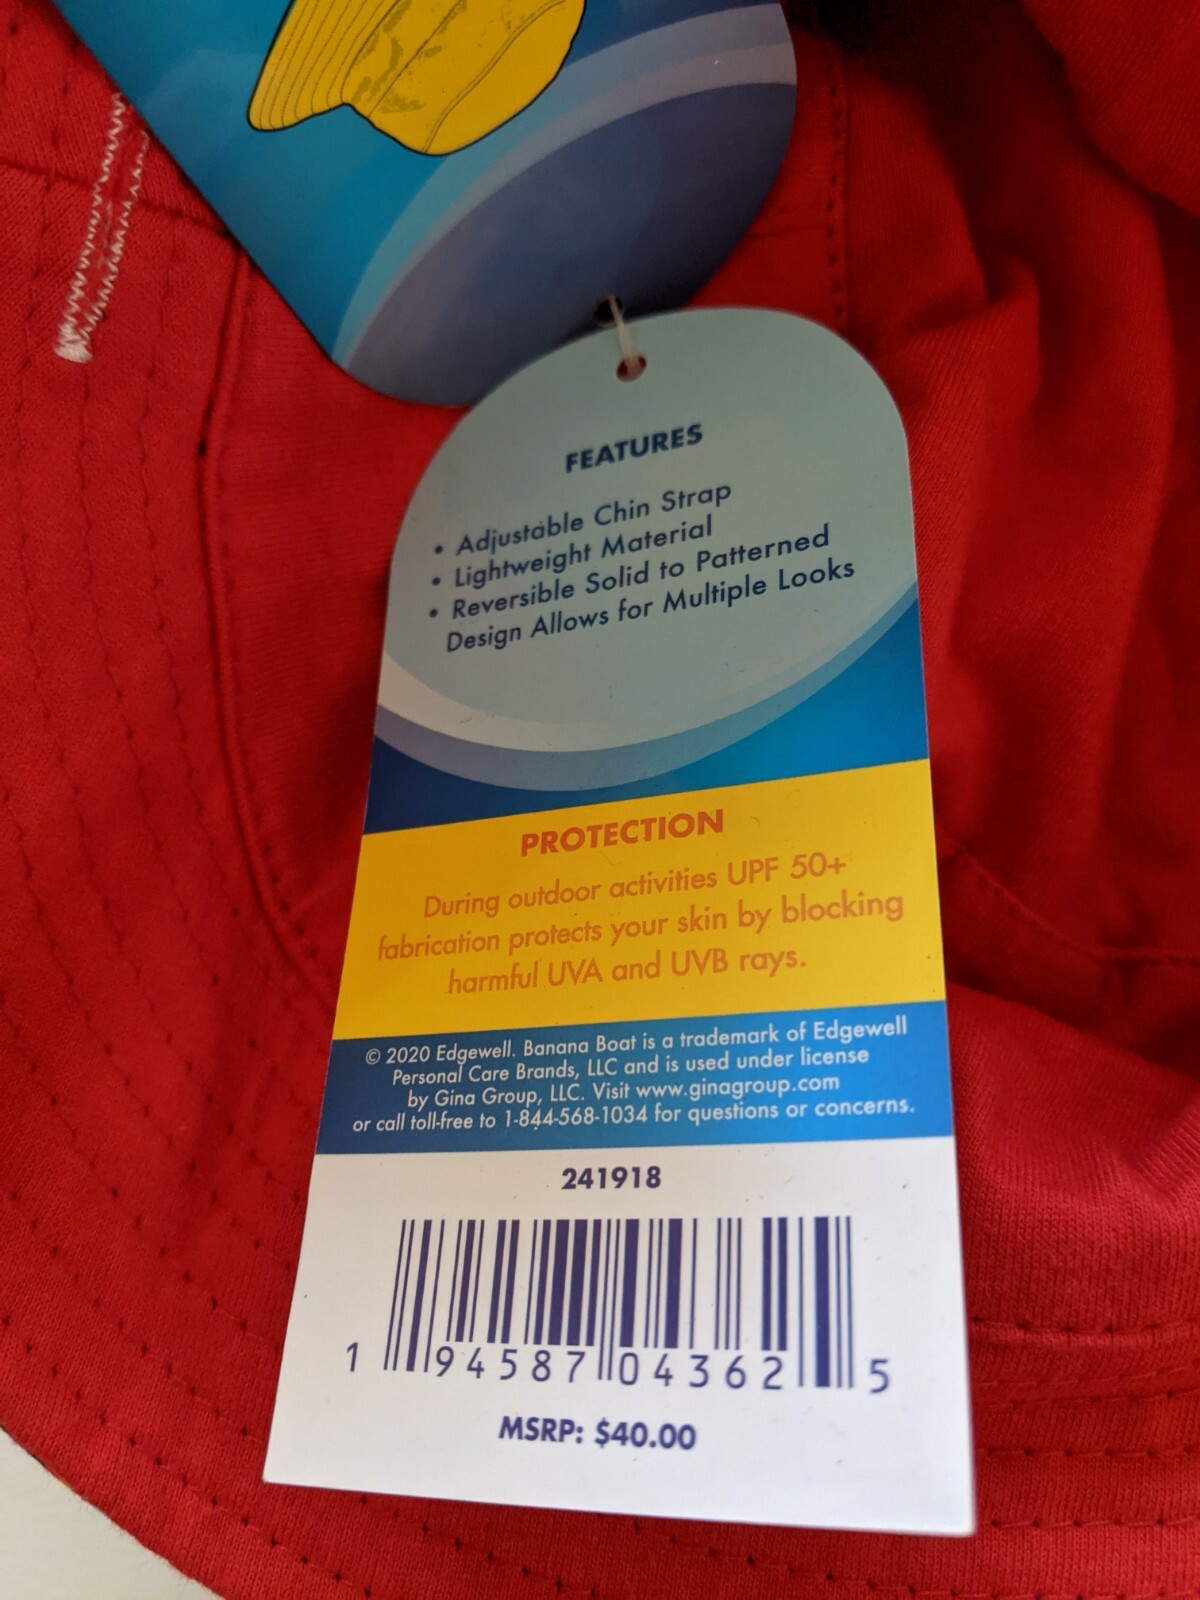 FEATURES
• Adjustable Chin Strap
• Lightweight Material
• Reversible Solid to Patterned
Design Allows for Multiple Looks
PROTECTION
During outdoor activities UPF 50+
fabrication protects your skin by blocking
harmful UVA and UVB rays.
© 2020 Edgewell. Banana Boat is a trademark of Edgewell
Personal Care Brands, LLC and is used under license
by Gina Group, LLC. Visit www.ginagroup.com
or call toll-free to 1-844-568-1034 for questions or concerns.
241918
1 94587 04362 5
MSRP: $40.00